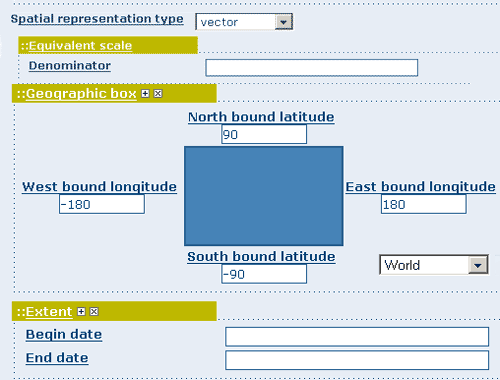 Spatial representation type vector
::Equivalent scale
Denominator
::Geographic box
North bound latitude
90
West bound longitude
East bound longitude
-180
180
South bound latitude
-90
World
::Extent
Begin date
End date